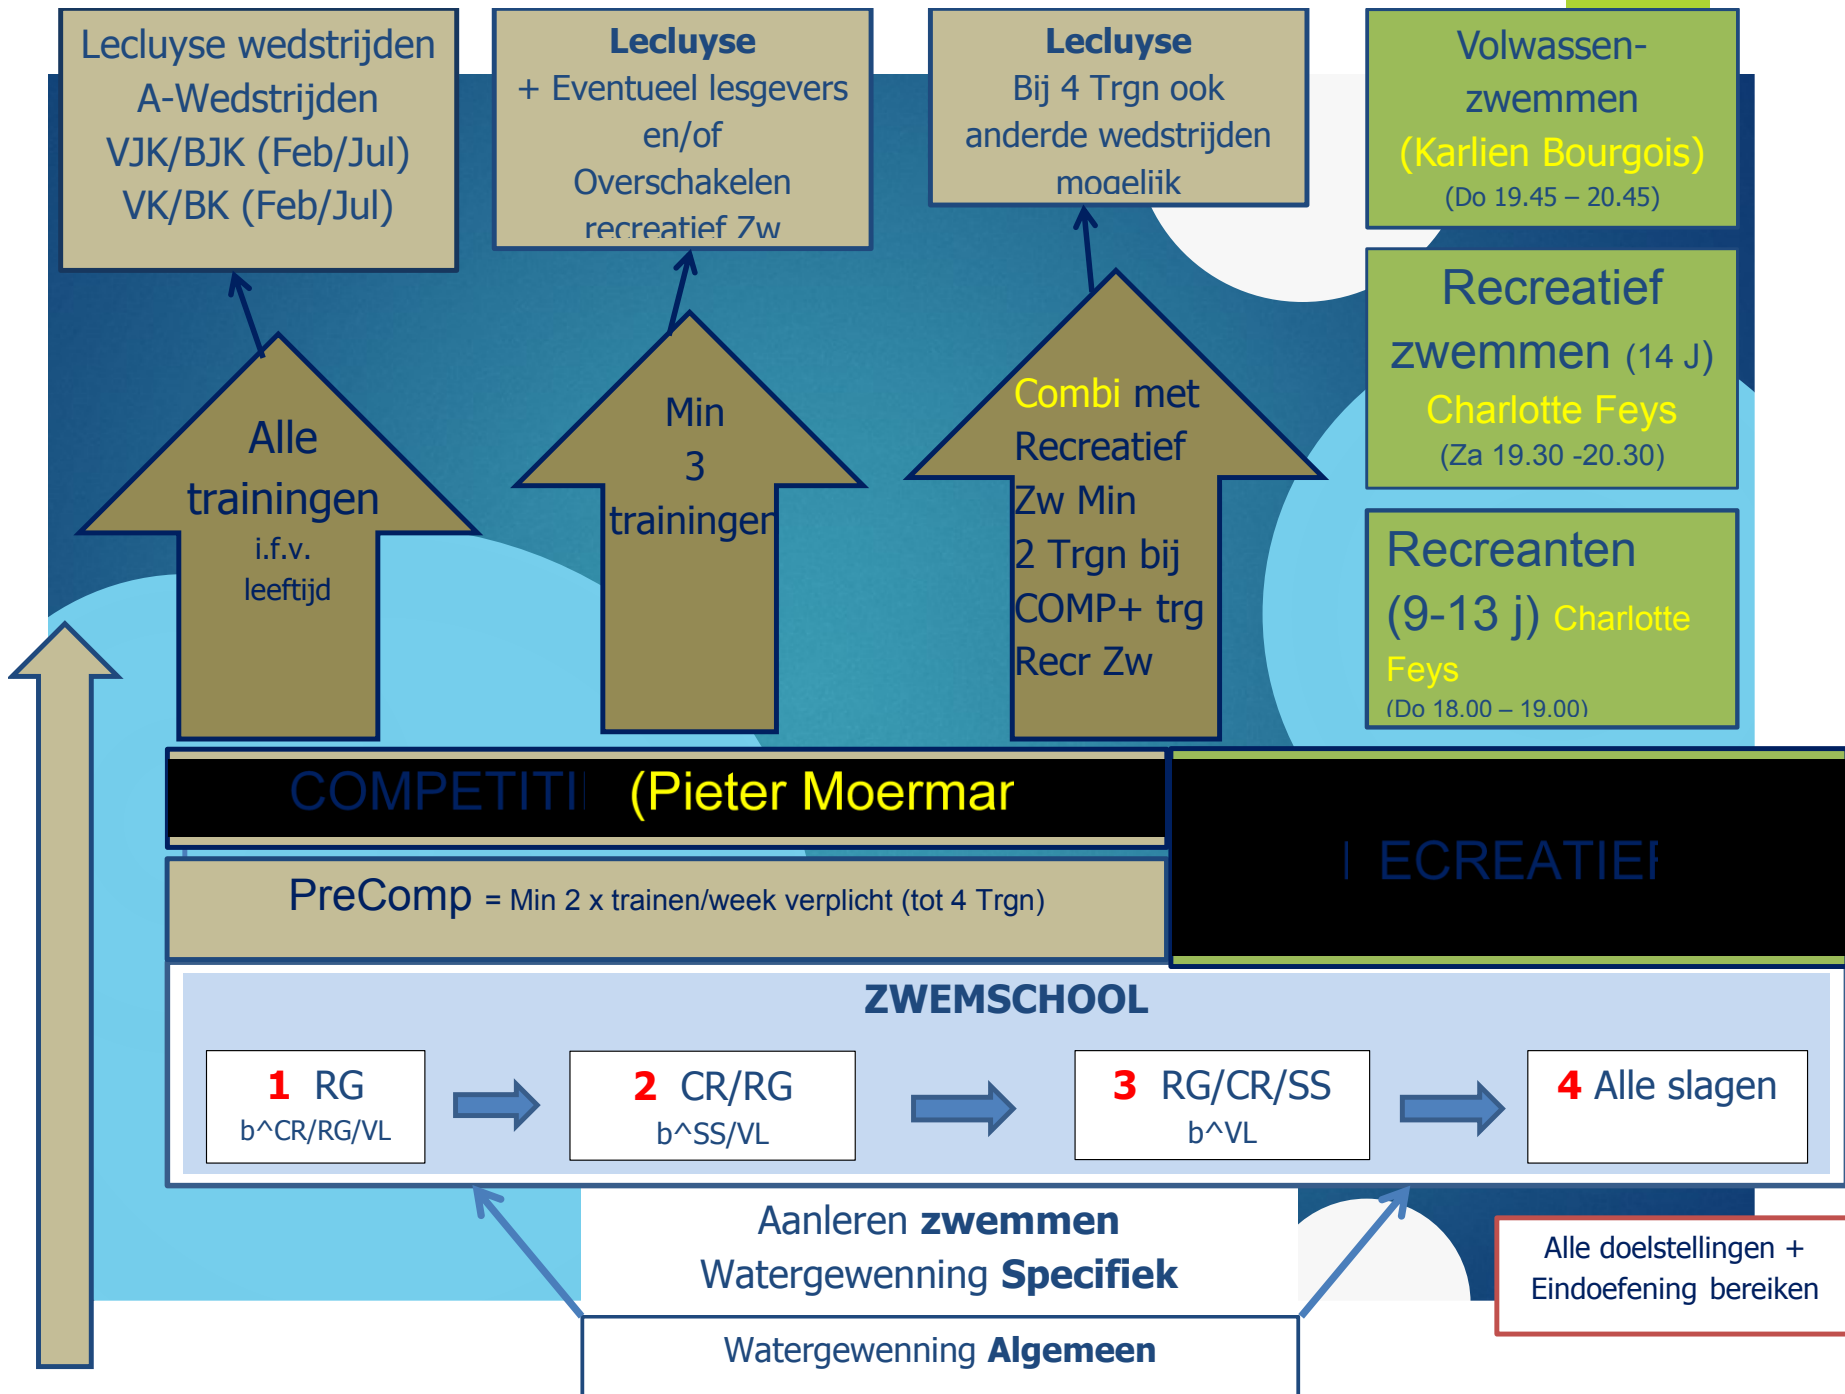 Lecluyse wedstrijden
A-Wedstrijden
VJK/BJK (Feb/Jul)
VK/BK (Feb/Jul)
Lecluyse
+ Eventueel lesgevers
en/of
Overschakelen
recreatief Zw
Lecluyse
Bij 4 Trgn ook
anderde wedstrijden
mogelijk
Volwassen-
zwemmen
(Karlien Bourgois)
(Do 19.45 – 20.45)
Recreatief
zwemmen (14 J)
Charlotte Feys
(Za 19.30 -20.30)
Recreanten
(9-13 j) Charlotte
Feys
(Do 18.00 – 19.00)
Alle
trainingen
i.f.v.
leeftijd
Min
3
trainingen
Combi met
Recreatief
Zw Min
2 Trgn bij
COMP+ trg
Recr Zw
COMPETITI (Pieter Moermar
ECREATIEF
PreComp = Min 2 x trainen/week verplicht (tot 4 Trgn)
ZWEMSCHOOL
1 RG
b^CR/RG/VL
2 CR/RG
b^SS/VL
3 RG/CR/SS
b^VL
4 Alle slagen
Aanleren zwemmen
Watergewenning Specifiek
Watergewenning Algemeen
Alle doelstellingen +
Eindoefening bereiken